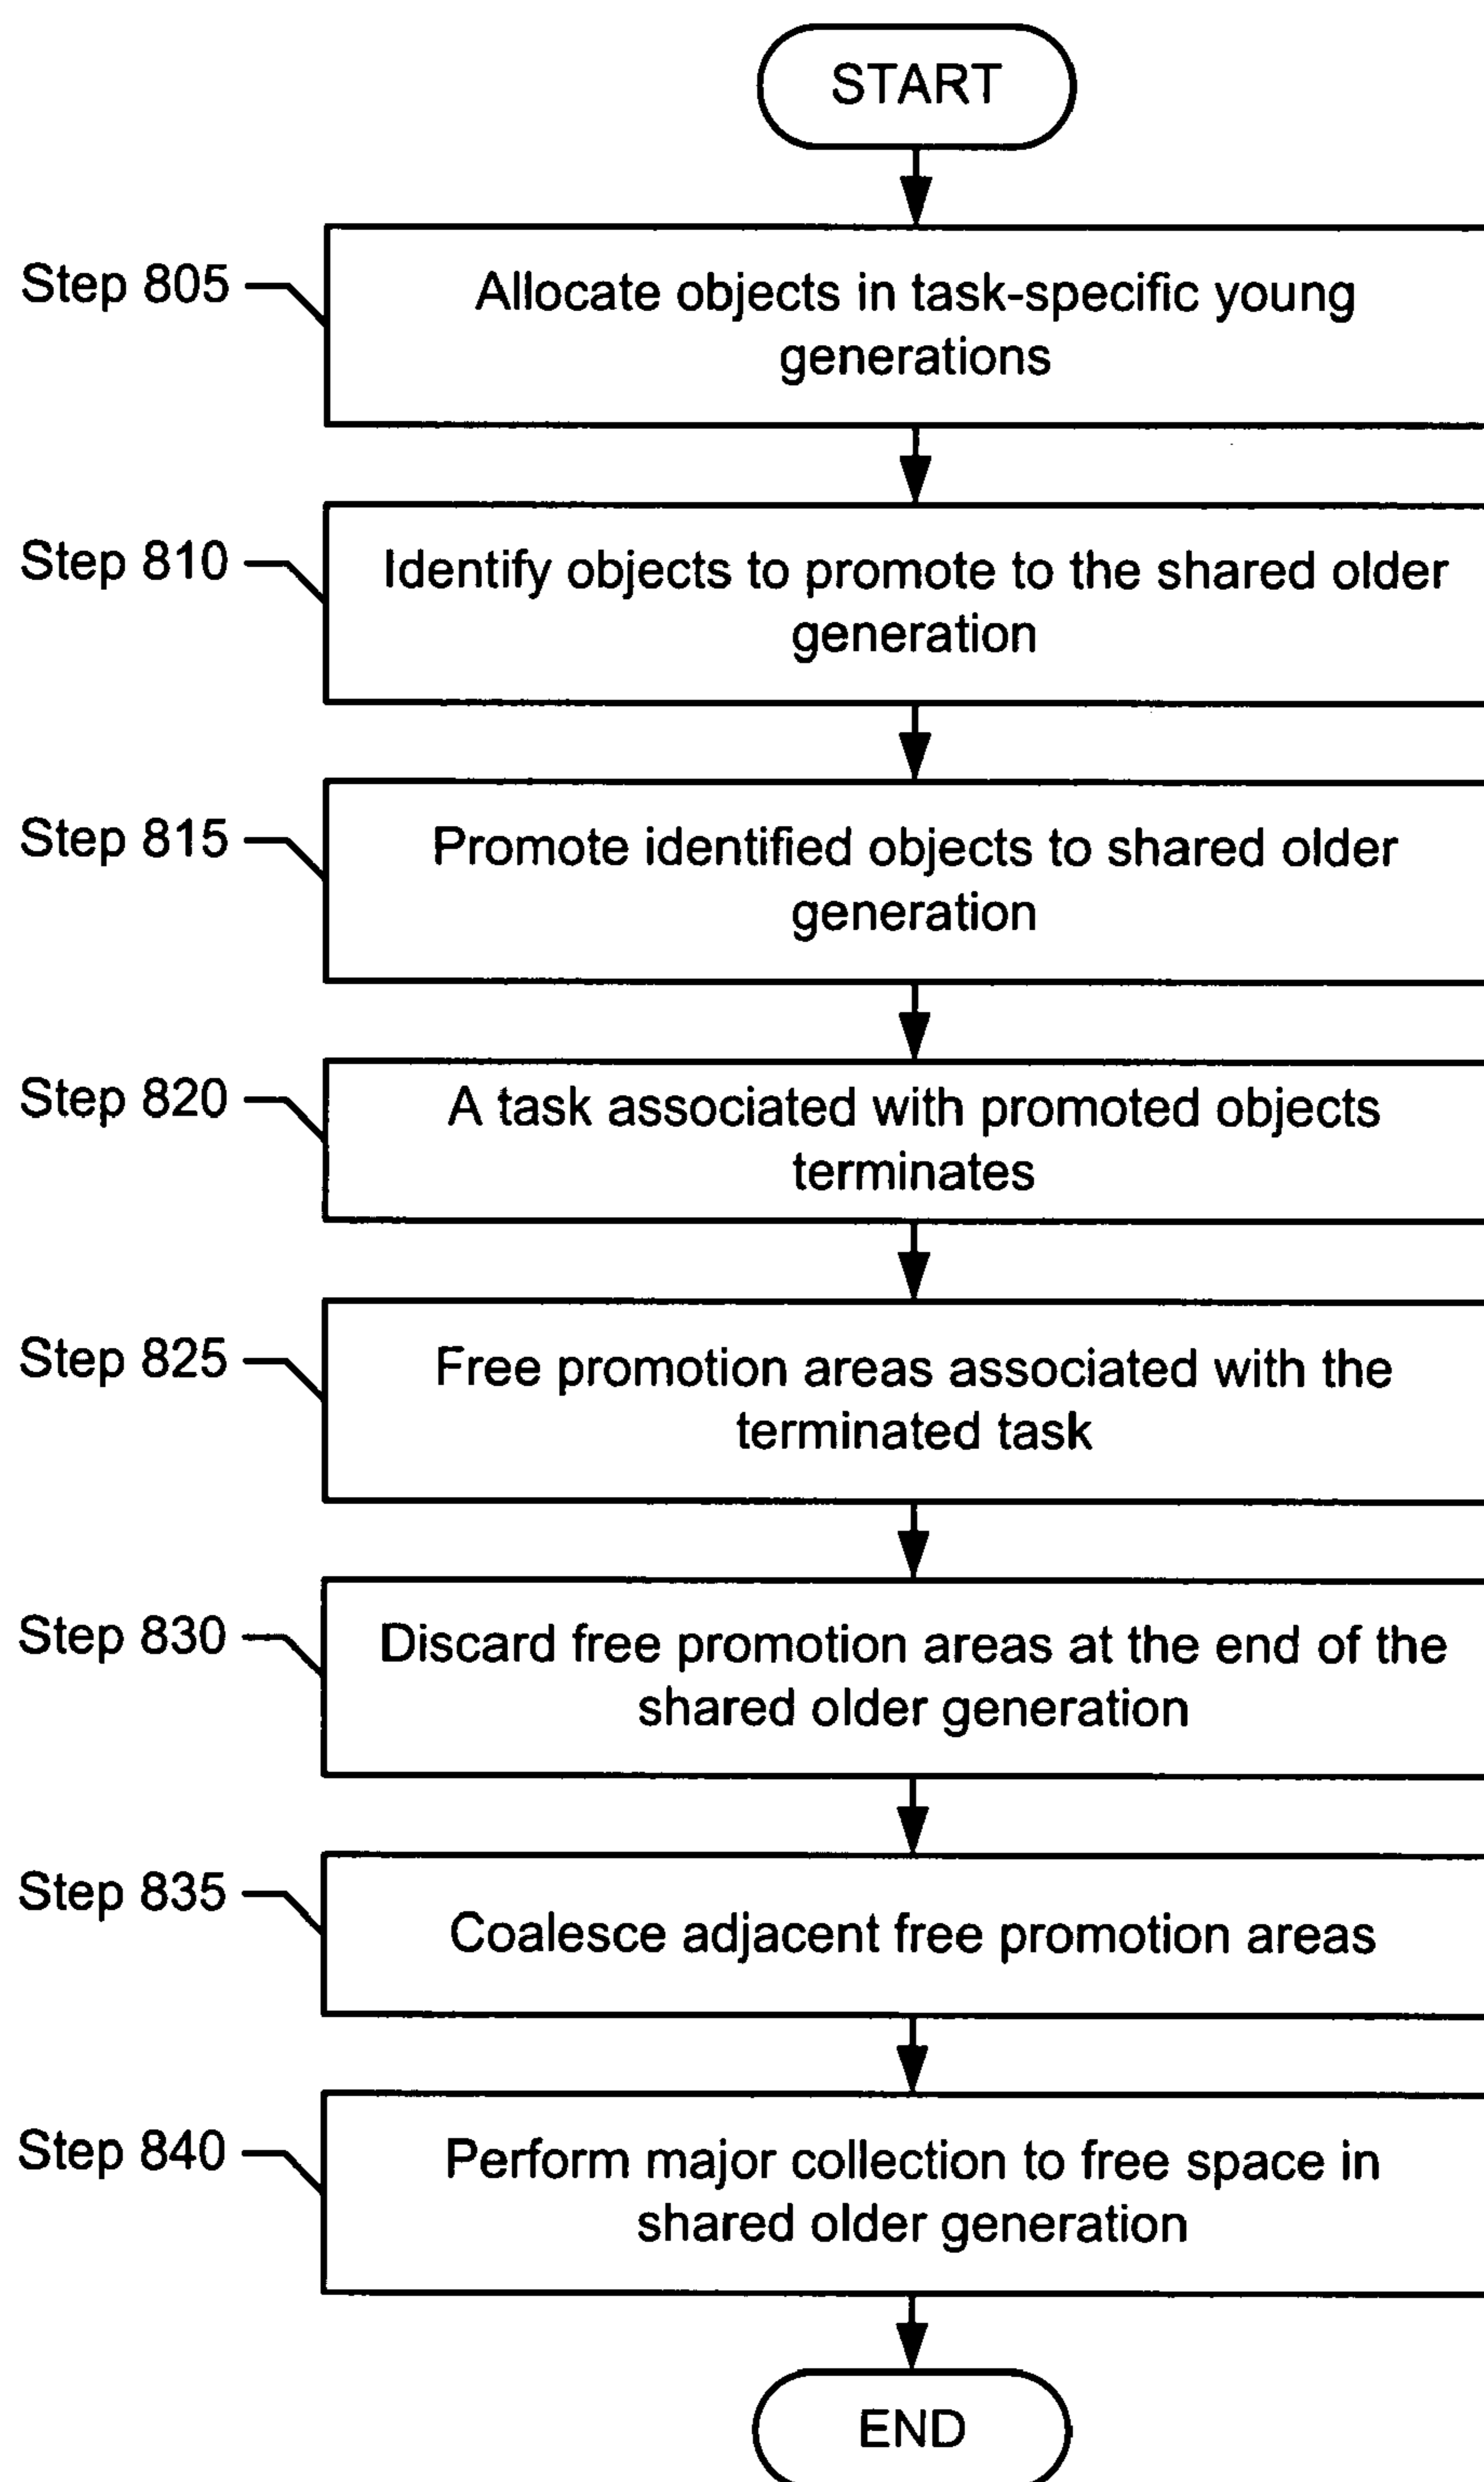 START
Step 805
Allocate objects in task-specific young
generations
Step 810
Identify objects to promote to the shared older
generation
Step 815
Promote identified objects to shared older
generation
Step 820
A task associated with promoted objects
terminates
Step 825
Free promotion areas associated with the
terminated task
Step 830
Discard free promotion areas at the end of the
shared older generation
Step 835
Coalesce adjacent free promotion areas
Step 840
Perform major collection to free space in
shared older generation
END